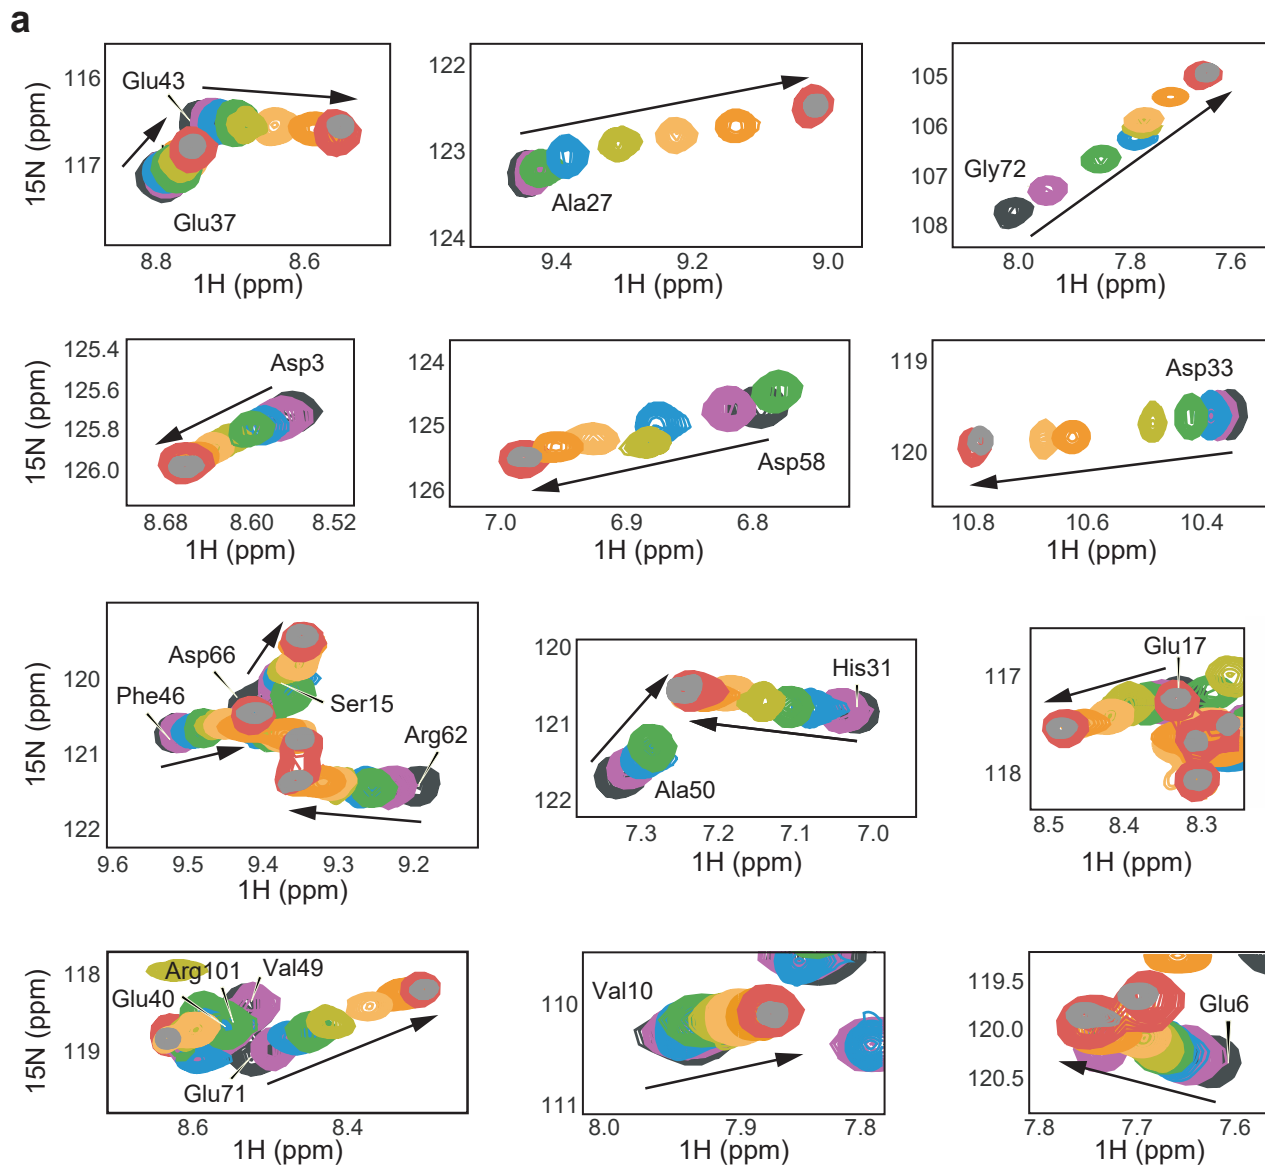 a
15N (ppm)
116
117
Glu43
Glu37
8.8 8.6
1H (ppm)
122
123
124
Ala27
9.4 9.2 9.0
1H (ppm)
105
106
107
108
Gly72
8.0 7.8 7.6
1H (ppm)
15N (ppm)
125.4
125.6
125.8
126.0
Asp3
8.68 8.60 8.52
1H (ppm)
124
125
126
Asp58
7.0 6.9 6.8
1H (ppm)
119
120
Asp33
10.8 10.6 10.4
1H (ppm)
15N (ppm)
120
121
122
Asp66
Phe46
Ser15
Arg62
9.6 9.5 9.4 9.3 9.2
1H (ppm)
120
121
122
His31
Ala50
7.3 7.2 7.1 7.0
1H (ppm)
117
118
Glu17
8.5 8.4 8.3
1H (ppm)
15N (ppm)
118
119
Arg101
Val49
Glu40
Glu71
8.6 8.4
1H (ppm)
110
111
Val10
8.0 7.9 7.8
1H (ppm)
119.5
120.0
120.5
Glu6
7.8 7.7 7.6
1H (ppm)